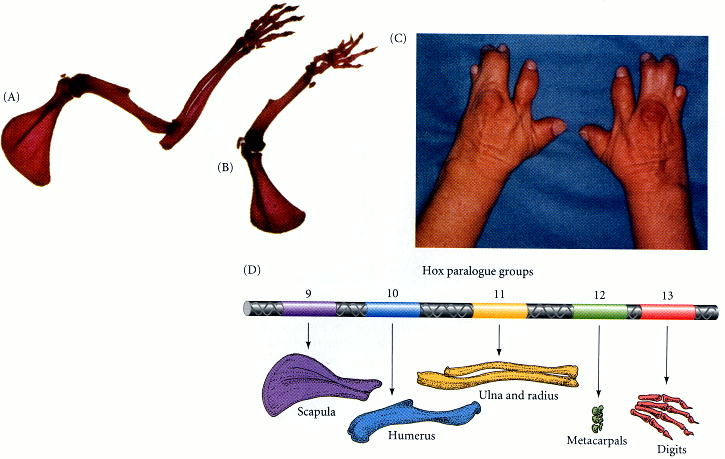 (A)
(B)
(C)
(D)
Hox paralogue groups
9 10 11 12 13
Scapula
Humerus
Ulna and radius
Metacarpals
Digits